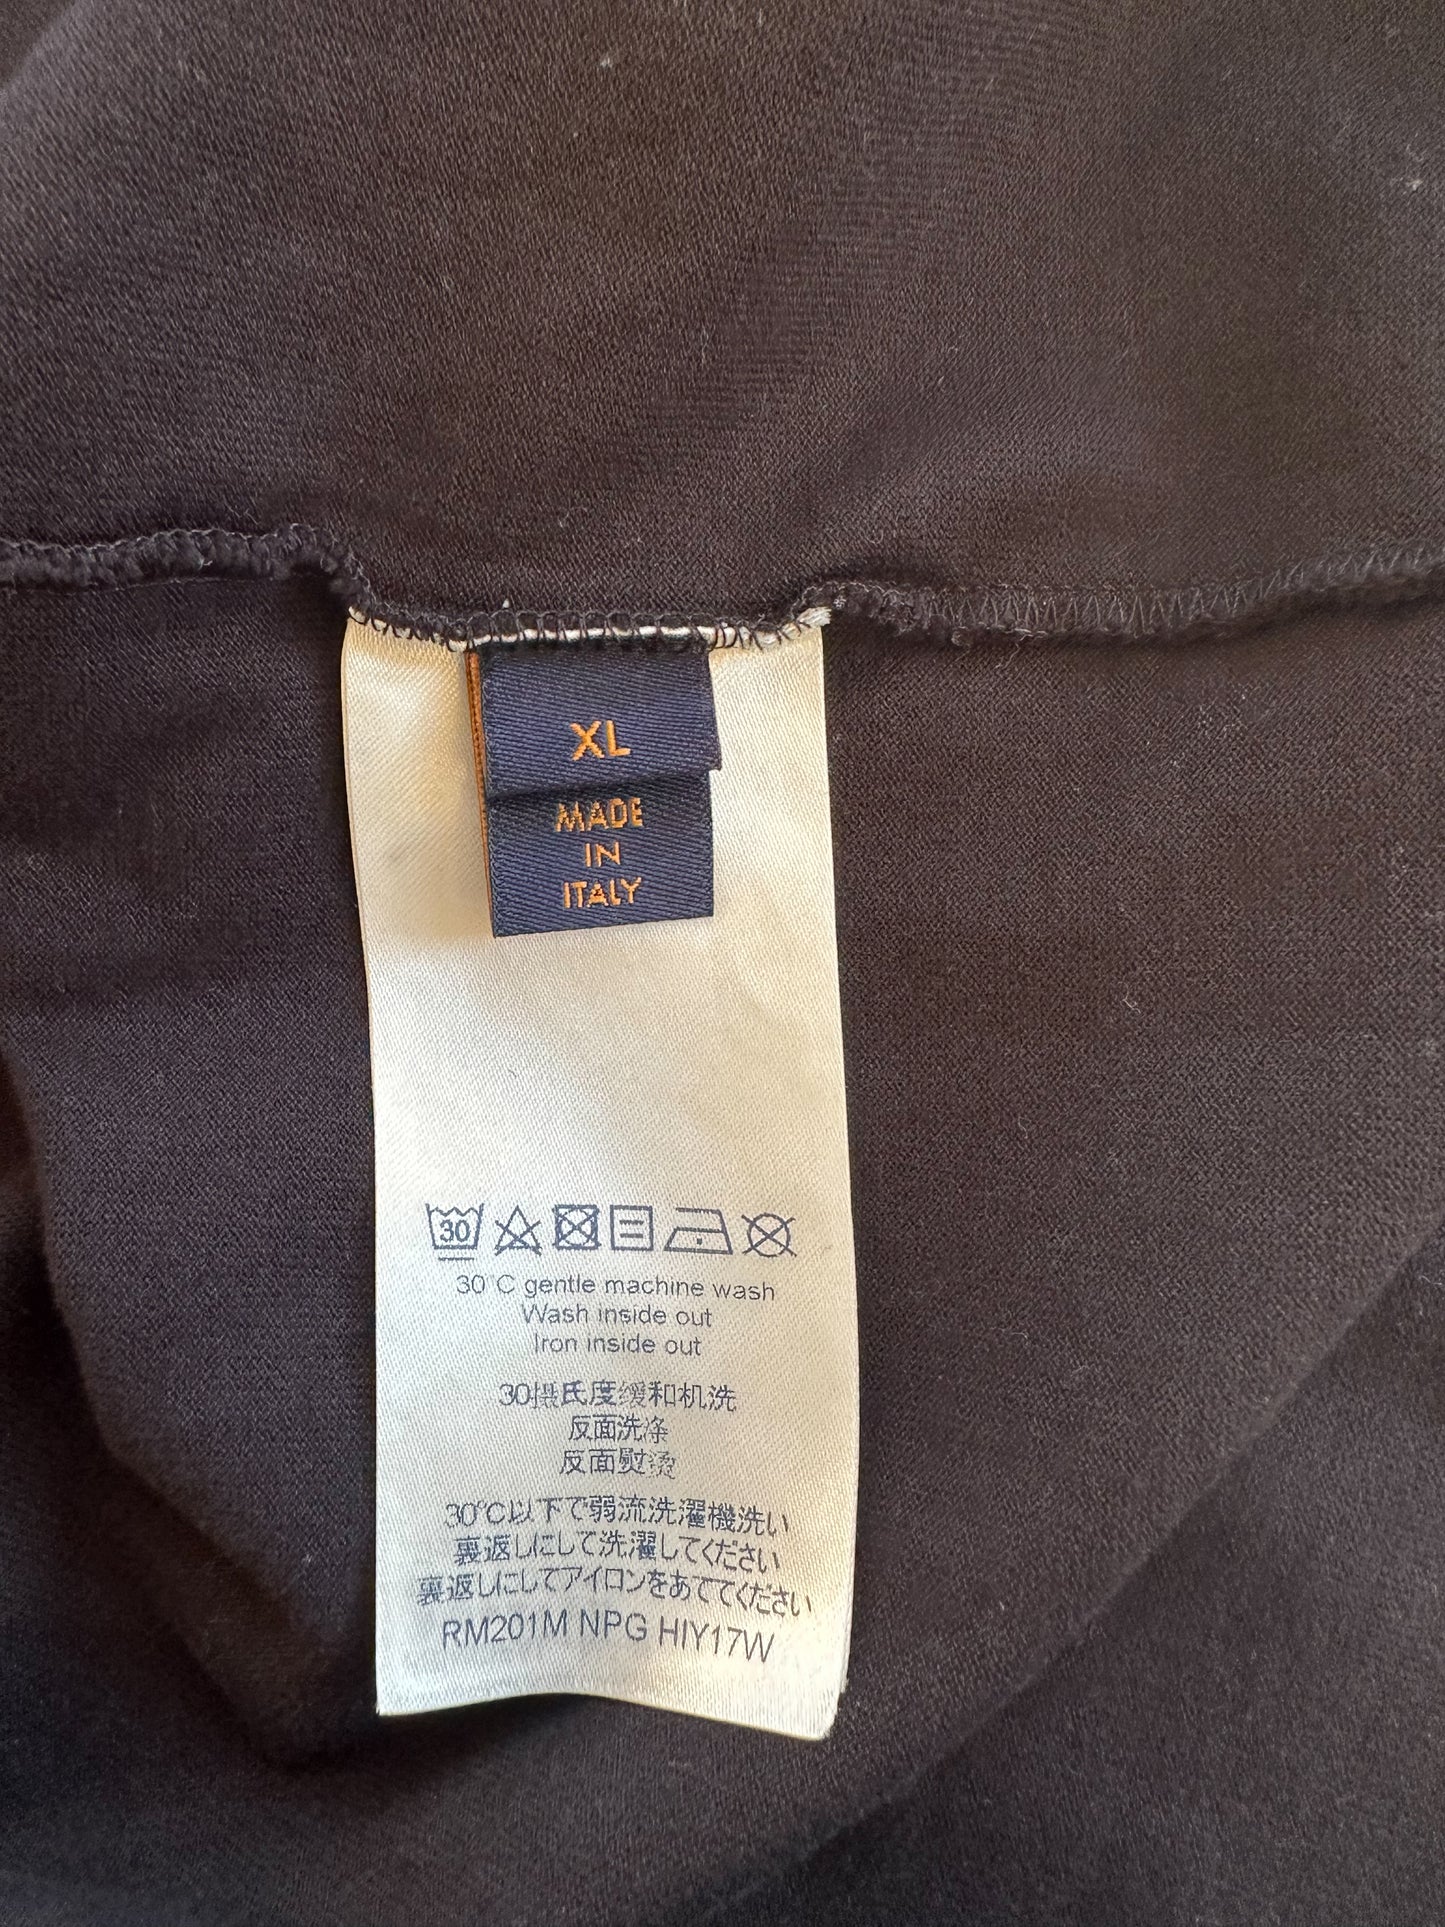 XL
MADE
IN
ITALY
30
30°C gentle machine wash
Wash inside out
Iron inside out
30摄氏度缓和机洗
反面洗涤
反面熨烫
30℃以下で弱流洗濯機洗い
裏返しにして洗濯してください
裏返しにしてアイロンをあててください
RM201M NPG HIY17W